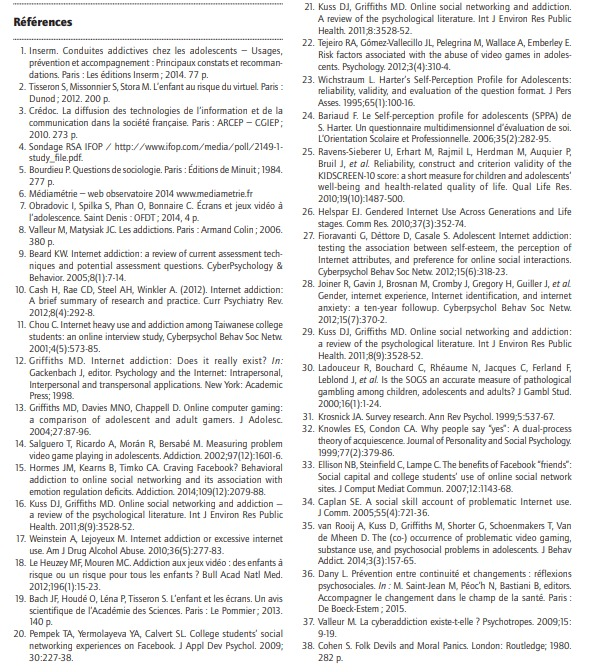 Références
1. Inserm. Conduites addictives chez les adolescents – Usages,
prévention et accompagnement : Principaux constats et recomman-
dations. Paris : Les éditions Inserm ; 2014. 77 p.
2. Tisseron S, Missonnier S, Stora M. L'enfant au risque du virtuel. Paris :
Dunod ; 2012. 200 p.
3. Crédoc. La diffusion des technologies de l'information et de la
communication dans la société française. Paris : ARCEP – CGIEP ;
2010. 273 p.
4. Sondage RSA IFOP / http://www.ifop.com/media/poll/2149-1-
study_file.pdf.
5. Bourdieu P. Questions de sociologie. Paris : Éditions de Minuit ; 1984.
277 p.
6. Médiamétrie – web observatoire 2014 www.mediametrie.fr
7. Obradovic I, Spilka S, Phan O, Bonnaire C. Écrans et jeux vidéo à
l'adolescence. Saint Denis : OFDT ; 2014, 4 p.
8. Valleur M, Matysiak JC. Les addictions. Paris : Armand Colin ; 2006.
380 p.
9. Beard KW. Internet addiction: a review of current assessment tech-
niques and potential assessment questions. CyberPsychology &
Behavior. 2005;8(1):7-14.
10. Cash H, Rae CD, Steel AH, Winkler A. (2012). Internet addiction:
A brief summary of research and practice. Curr Psychiatry Rev.
2012;8(4):292-8.
11. Chou C. Internet heavy use and addiction among Taiwanese college
students: an online interview study, Cyberpsychol Behav Soc Netw.
2001;4(5):573-85.
12. Griffiths MD. Internet addiction: Does it really exist? In:
Gackenbach J, editor. Psychology and the Internet: Intrapersonal,
Interpersonal and transpersonal applications. New York: Academic
Press; 1998.
13. Griffiths MD, Davies MNO, Chappell D. Online computer gaming:
a comparison of adolescent and adult gamers. J Adolesc.
2004;27:87-96.
14. Salguero T, Ricardo A, Morán R, Bersabé M. Measuring problem
video game playing in adolescents. Addiction. 2002;97(12):1601-6.
15. Hormes JM, Kearns B, Timko CA. Craving Facebook? Behavioral
addiction to online social networking and its association with
emotion regulation deficits. Addiction. 2014;109(12):2079-88.
16. Kuss DJ, Griffiths MD. Online social networking and addiction –
a review of the psychological literature. Int J Environ Res Public
Health. 2011;8(9):3528-52.
17. Weinstein A, Lejoyeux M. Internet addiction or excessive internet
use. Am J Drug Alcohol Abuse. 2010;36(5):277-83.
18. Le Heuzey MF, Mouren MC. Addiction aux jeux vidéo : des enfants à
risque ou un risque pour tous les enfants ? Bull Acad Natl Med.
2012;196(1):15-23.
19. Bach JF, Houdé O, Léna P, Tisseron S. L'enfant et les écrans. Un avis
scientifique de l'Académie des Sciences. Paris : Le Pommier ; 2013.
140 p.
20. Pempek TA, Yermolayeva YA, Calvert SL. College students' social
networking experiences on Facebook. J Appl Dev Psychol. 2009;
30:227-38.
21. Kuss DJ, Griffiths MD. Online social networking and addiction.
A review of the psychological literature. Int J Environ Res Public
Health. 2011;8:3528-52.
22. Tejeiro RA, Gómez-Vallecillo JL, Pelegrina M, Wallace A, Emberley E.
Risk factors associated with the abuse of video games in adoles-
cents. Psychology. 2012;3(4):310-4.
23. Wichstraum L. Harter's Self-Perception Profile for Adolescents:
reliability, validity, and evaluation of the question format. J Pers
Asses. 1995;65(1):100-16.
24. Bariaud F. Le Self-perception profile for adolescents (SPPA) de
S. Harter. Un questionnaire multidimensionnel d'évaluation de soi.
L'Orientation Scolaire et Professionnelle. 2006;35(2):282-95.
25. Ravens-Sieberer U, Erhart M, Rajmil L, Herdman M, Auquier P,
Bruil J, et al. Reliability, construct and criterion validity of the
KIDSCREEN-10 score: a short measure for children and adolescents'
well-being and health-related quality of life. Qual Life Res.
2010;19(10):1487-500.
26. Helspar EJ. Gendered Internet Use Across Generations and Life
stages. Comm Res. 2010;37(3):352-74.
27. Fioravanti G, Déttore D, Casale S. Adolescent Internet addiction:
testing the association between self-esteem, the perception of
Internet attributes, and preference for online social interactions.
Cyberpsychol Behav Soc Netw. 2012;15(6):318-23.
28. Joiner R, Gavin J, Brosnan M, Cromby J, Gregory H, Guiller J, et al.
Gender, internet experience, Internet identification, and internet
anxiety: a ten-year followup. Cyberpsychol Behav Soc Netw.
2012;15(7):370-2.
29. Kuss DJ, Griffiths MD. Online social networking and addiction:
a review of the psychological literature. Int J Environ Res Public
Health. 2011;8(9):3528-52.
30. Ladouceur R, Bouchard C, Rhéaume N, Jacques C, Ferland F,
Leblond J, et al. Is the SOGS an accurate measure of pathological
gambling among children, adolescents and adults? J Gambl Stud.
2000;16(1):1-24.
31. Krosnick JA. Survey research. Ann Rev Psychol. 1999;5:537-67.
32. Knowles ES, Condon CA. Why people say "yes": A dual-process
theory of acquiescence. Journal of Personality and Social Psychology.
1999;77(2):379-86.
33. Ellison NB, Steinfield C, Lampe C. The benefits of Facebook "friends":
Social capital and college students' use of online social network
sites. J Comput Mediat Commun. 2007;12:1143-68.
34. Caplan SE. A social skill account of problematic Internet use.
J Comm. 2005;55(4):721-36.
35. van Rooij A, Kuss D, Griffiths M, Shorter G, Schoenmakers T, Van
de Mheen D. The (co-) occurrence of problematic video gaming,
substance use, and psychosocial problems in adolescents. J Behav
Addict. 2014;3(3):157-65.
36. Dany L. Prévention entre continuité et changements : réflexions
psychosociales. In : M. Saint-Jean M, Péoc'h N, Bastiani B, editors.
Accompagner le changement dans le champ de la santé. Paris :
De Boeck-Estem ; 2015.
37. Valleur M. La cyberaddiction existe-t-elle ? Psychotropes. 2009;15:
9-19.
38. Cohen S. Folk Devils and Moral Panics. London: Routledge; 1980.
282 p.